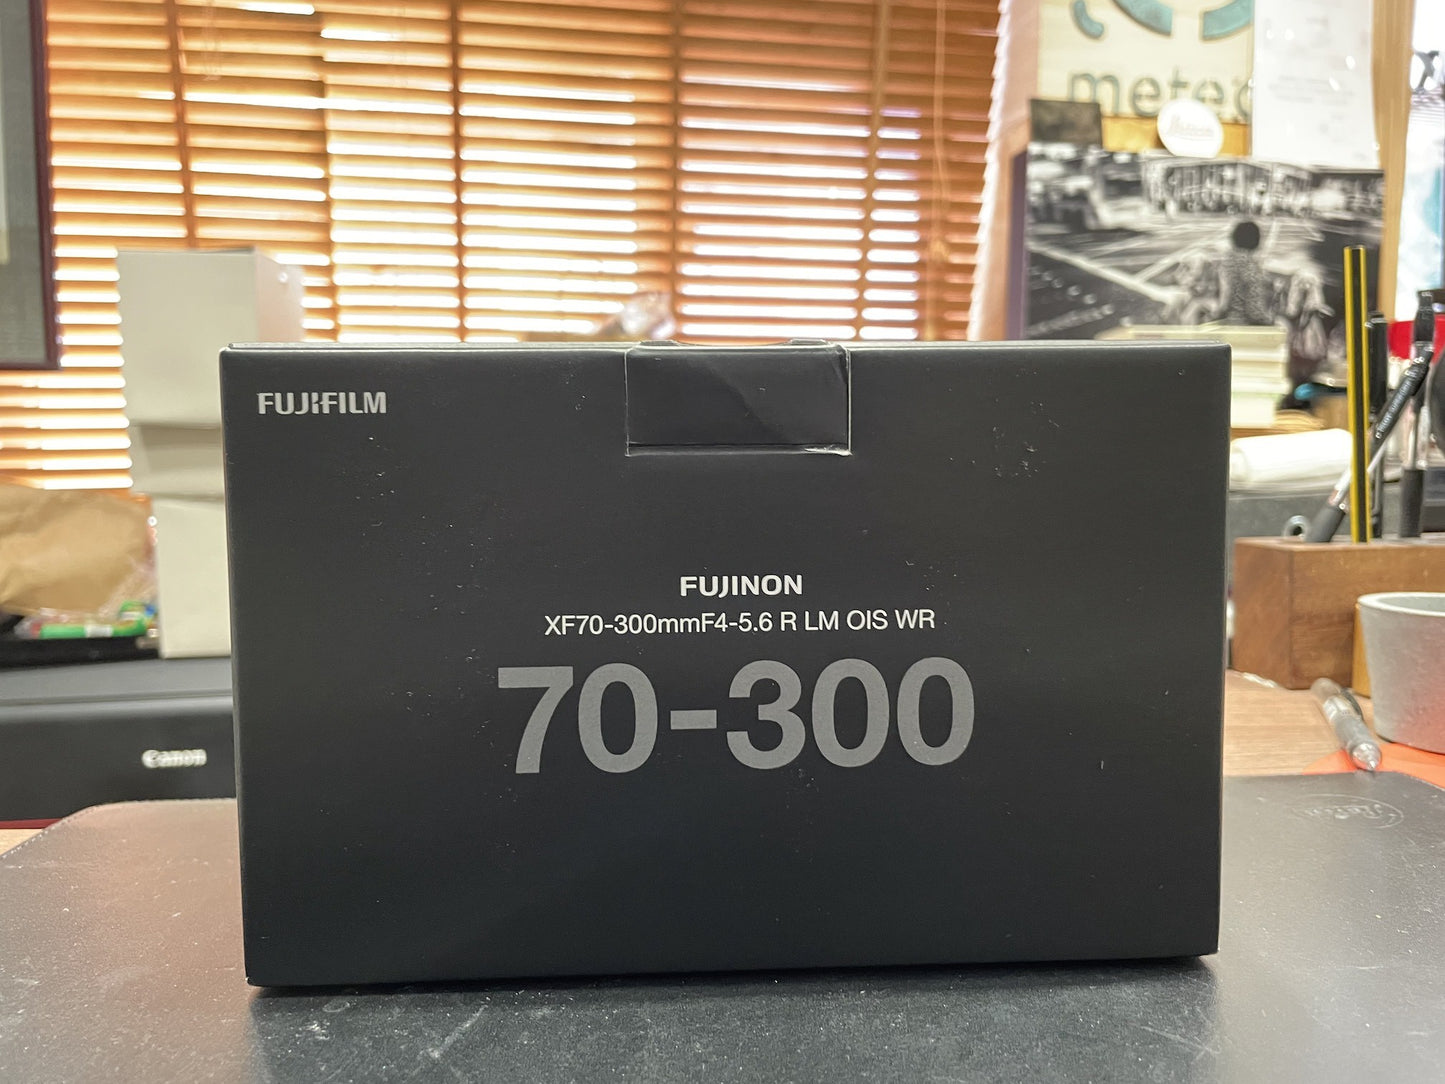 FUJIFILM
FUJINON
XF70-300mmF4-5.6 R LM OIS WR
70-300
Canon